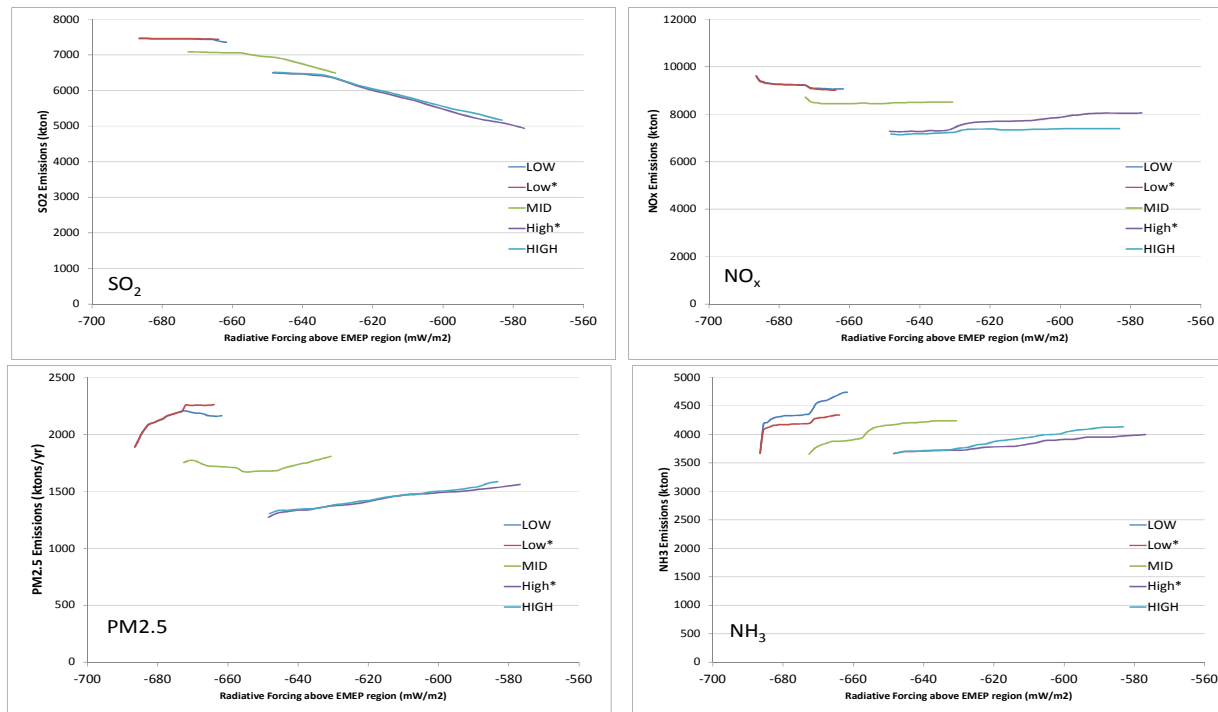 8000
7000
6000
5000
4000
3000
2000
1000
0
SO2 Emissions (kton)
-700 -680 -660 -640 -620 -600 -580 -560
Radiative Forcing above EMEP region (mW/m2)
LOW
Low*
MID
High*
HIGH
SO2
12000
10000
8000
6000
4000
2000
0
NOx Emissions (kton)
-700 -680 -660 -640 -620 -600 -580 -560
Radiative Forcing above EMEP region (mW/m2)
LOW
Low*
MID
High*
HIGH
NOx
2500
2000
1500
1000
500
0
PM2.5 Emissions (ktons/yr)
-700 -680 -660 -640 -620 -600 -580 -560
Radiative Forcing above EMEP region (mW/m2)
LOW
Low*
MID
High*
HIGH
PM2.5
5000
4500
4000
3500
3000
2500
2000
1500
1000
500
0
NH3 Emissions (kton)
-700 -680 -660 -640 -620 -600 -580 -560
Radiative Forcing above EMEP region (mW/m2)
LOW
Low*
MID
High*
HIGH
NH3